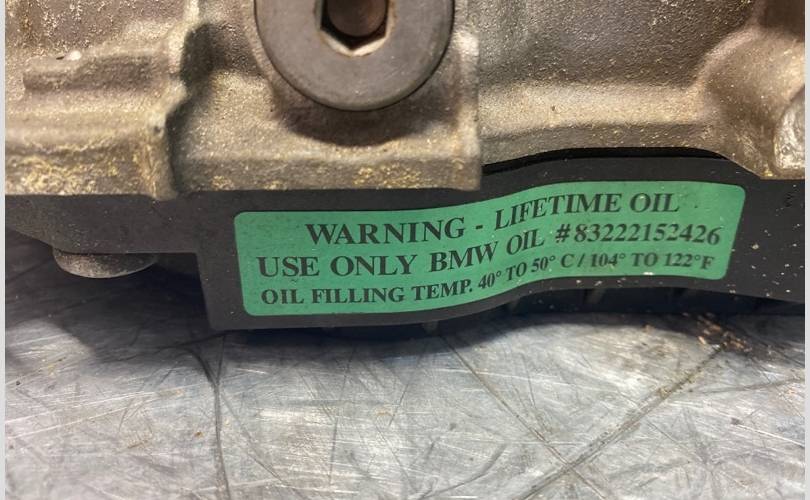 WARNING - LIFETIME OIL
USE ONLY BMW OIL #83222152426
OIL FILLING TEMP. 40° TO 50° C / 104° TO 122°F